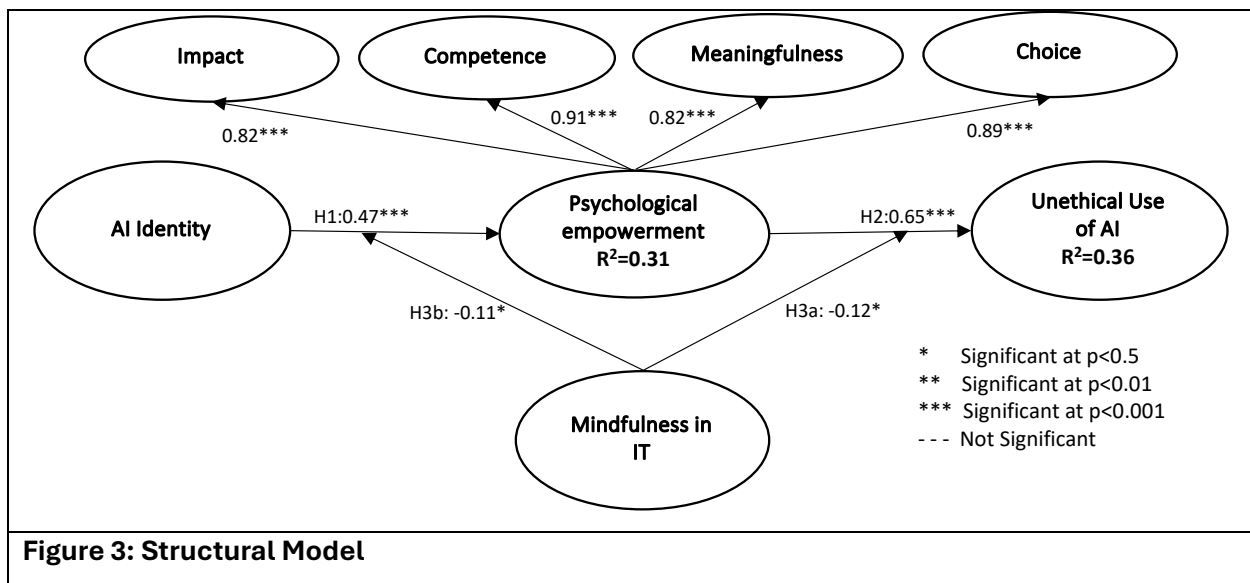 Impact
Competence
Meaningfulness
Choice
0.82***
0.91***
0.82***
0.89***
AI Identity
H1:0.47***
Psychological
empowerment
R²=0.31
H2:0.65***
Unethical Use
of AI
R²=0.36
H3b: -0.11*
H3a: -0.12*
Mindfulness in
IT
* Significant at p<0.5
** Significant at p<0.01
*** Significant at p<0.001
- - - Not Significant
Figure 3: Structural Model